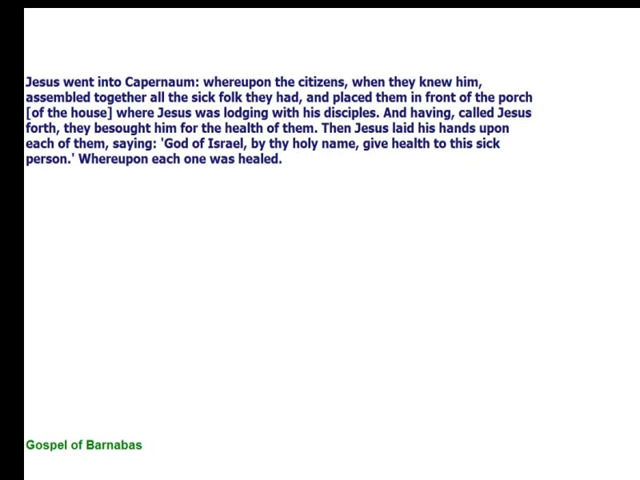 Jesus went into Capernaum: whereupon the citizens, when they knew him,
assembled together all the sick folk they had, and placed them in front of the porch
[of the house] where Jesus was lodging with his disciples. And having, called Jesus
forth, they besought him for the health of them. Then Jesus laid his hands upon
each of them, saying: 'God of Israel, by thy holy name, give health to this sick
person.' Whereupon each one was healed.
Gospel of Barnabas